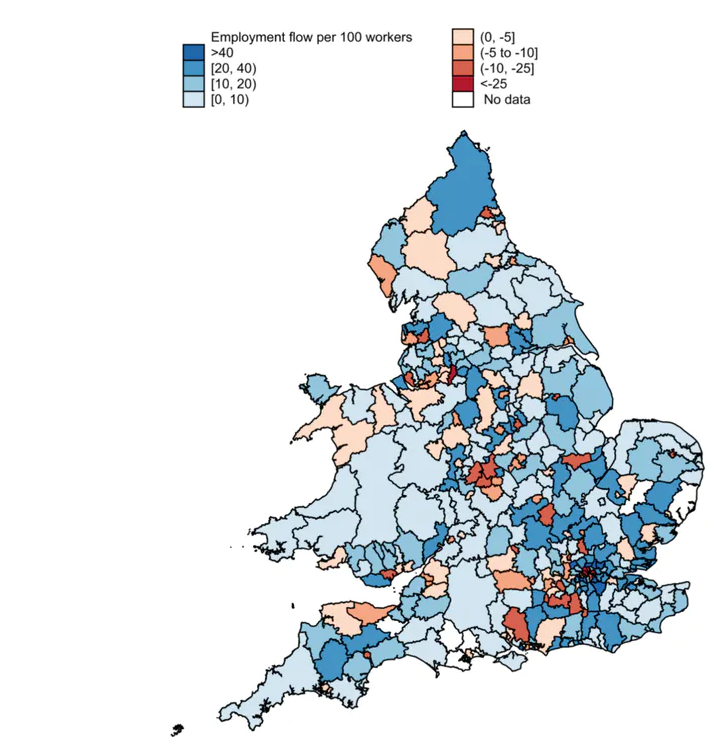 Employment flow per 100 workers
>40
[20, 40)
[10, 20)
[0, 10)
(0, -5]
(-5 to -10]
(-10, -25]
<-25
No data